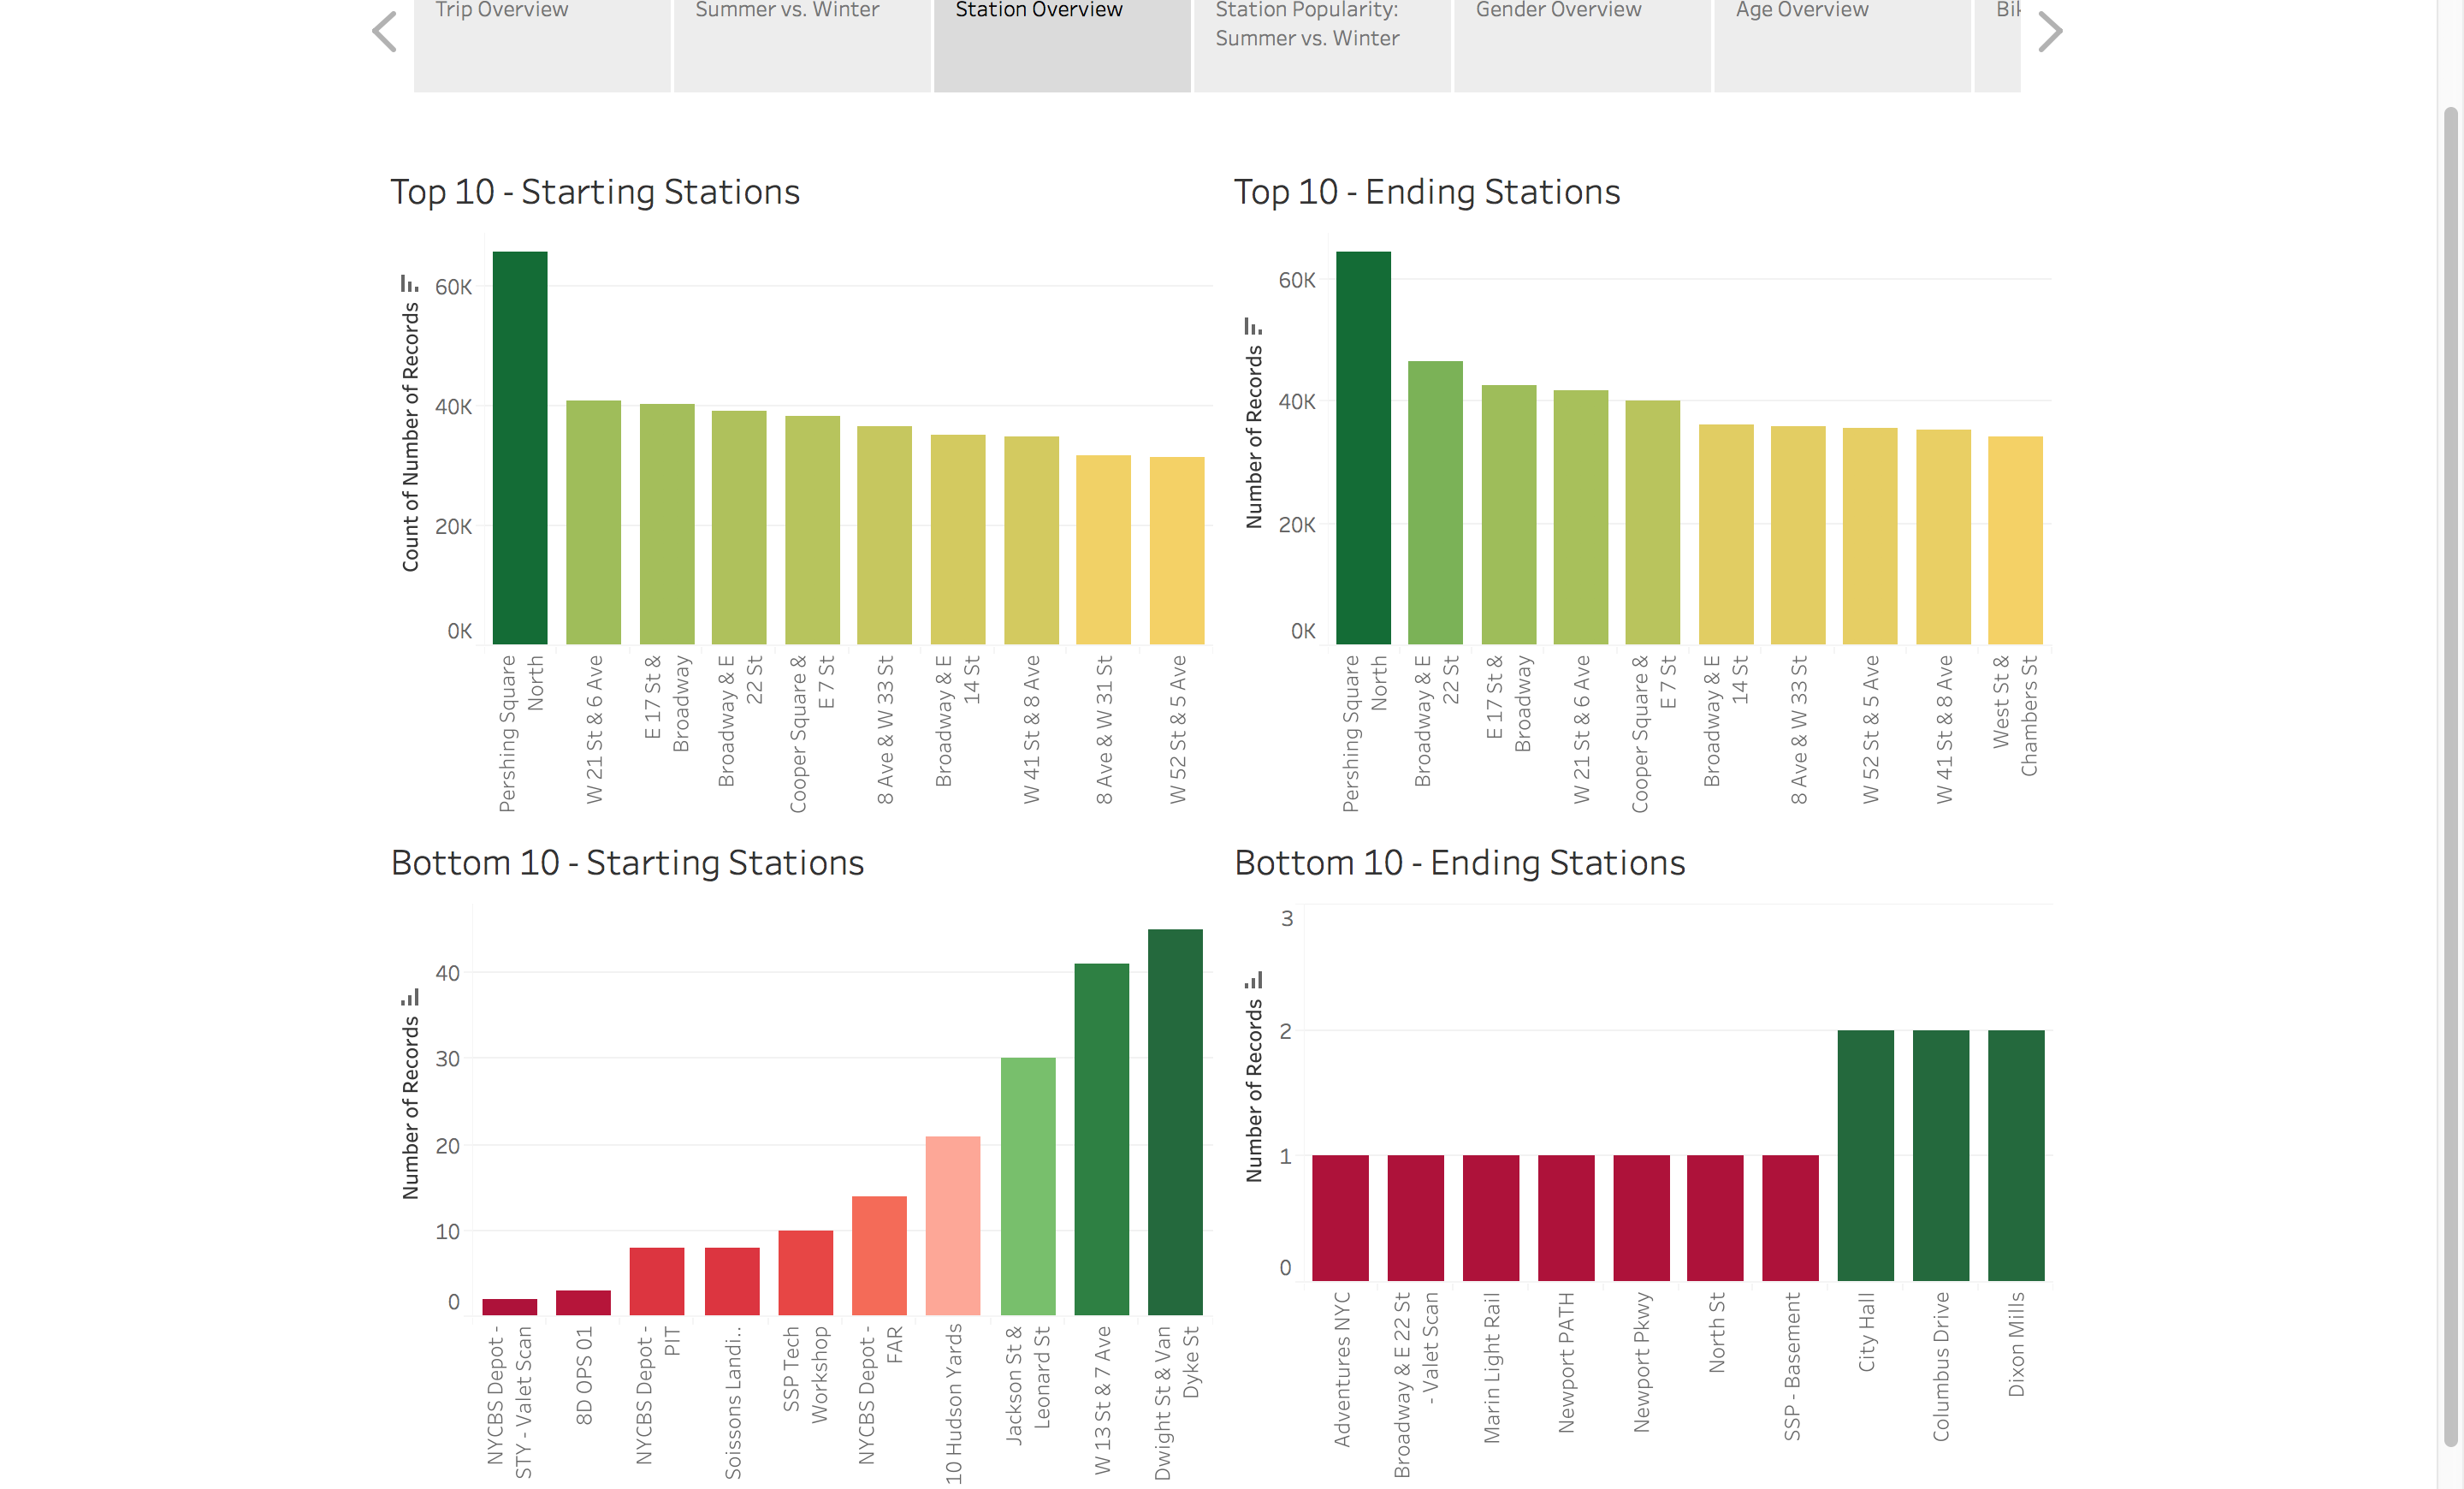 Trip Overview
Summer vs. Winter
Station Overview
Station Popularity:
Summer vs. Winter
Gender Overview
Age Overview
Top 10 - Starting Stations
Count of Number of Records
60K
40K
20K
0K
Pershing Square
North
W 21 St & 6 Ave
E 17 St &
Broadway
Broadway & E
22 St
Cooper Square &
E 7 St
8 Ave & W 33 St
Broadway & E
14 St
W 41 St & 8 Ave
8 Ave & W 31 St
W 52 St & 5 Ave
Top 10 - Ending Stations
Number of Records
60K
40K
20K
0K
Pershing Square
North
Broadway & E
22 St
E 17 St &
Broadway
W 21 St & 6 Ave
Cooper Square &
E 7 St
Broadway & E
14 St
8 Ave & W 33 St
W 52 St & 5 Ave
W 41 St & 8 Ave
West St &
Chambers St
Bottom 10 - Starting Stations
Number of Records
40
30
20
10
0
NYCBS Depot -
STY - Valet Scan
8D OPS 01
NYCBS Depot -
PIT
Soissons Landi..
SSP Tech
Workshop
NYCBS Depot -
FAR
10 Hudson Yards
Jackson St &
Leonard St
W 13 St & 7 Ave
Dwight St & Van
Dyke St
Bottom 10 - Ending Stations
Number of Records
3
2
1
0
Adventures NYC
Broadway & E 22 St
- Valet Scan
Marin Light Rail
Newport PATH
Newport Pkwy
North St
SSP - Basement
City Hall
Columbus Drive
Dixon Mills